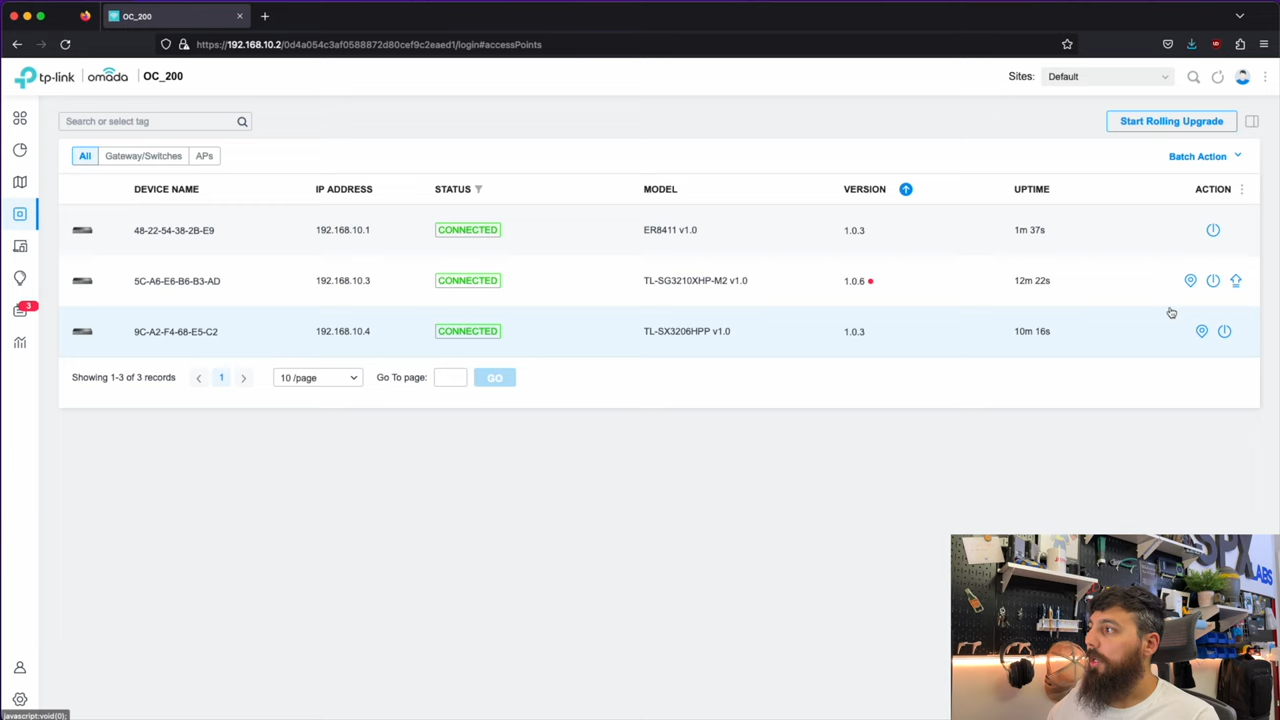 OC_200
https://192.168.10.2/0d4a054c3af0588872d80cef9c2eaed1/login#accessPoints
tp-link | omada OC_200
Sites: Default
Search or select tag
Start Rolling Upgrade
All Gateway/Switches APs
Batch Action
DEVICE NAME IP ADDRESS STATUS MODEL VERSION UPTIME ACTION
48-22-54-38-2B-E9 192.168.10.1 CONNECTED ER8411 v1.0 1.0.3 1m 37s
5C-A6-E6-B6-B3-AD 192.168.10.3 CONNECTED TL-SG3210XHP-M2 v1.0 1.0.6 12m 22s
3
9C-A2-F4-68-E5-C2 192.168.10.4 CONNECTED TL-SX3206HPP v1.0 1.0.3 10m 16s
Showing 1-3 of 3 records 1 10 /page Go To page: GO
SPX
LABS
javascript:void(0);